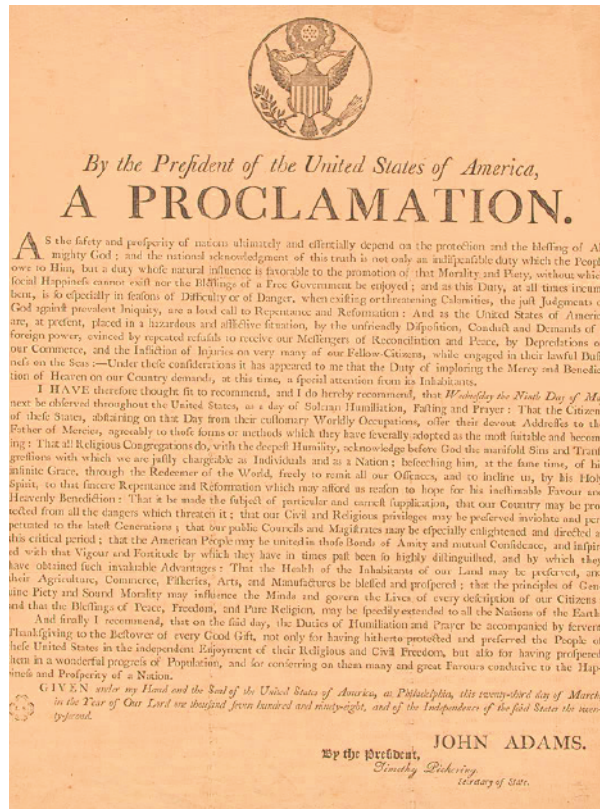 By the Preſident of the United States of America,
A PROCLAMATION.
AS the ſafety and proſperity of nations ultimately and eſſentially depend on the protection and the bleſſing of Al
mighty God ; and the national acknowledgment of this truth is not only an indiſpenſable duty which the Peopl
owe to Him, but a duty whoſe natural influence is favorable to the promotion of that Morality and Piety, without whic
ſocial Happineſs cannot exiſt nor the Bleſſings of a Free Government be enjoyed ; and as this Duty, at all times incum
bent, is ſo eſpecially in ſeaſons of Difficulty or of Danger, when exiſting or threatening Calamities, the juſt Judgments o
God againſt prevalent Iniquity, are a loud call to Repentance and Reformation : And as the United States of Americ
are, at preſent, placed in a hazardous and afflictive ſituation, by the unfriendly Diſpoſition, Conduct and Demands of
foreign power, evinced by repeated refuſals to receive our Meſſengers of Reconciliation and Peace, by Depredations o
our Commerce, and the Infliction of Injuries on very many of our Fellow-Citizens, while engaged in their lawful Buſi
neſs on the Seas :—Under theſe conſiderations it has appeared to me that the Duty of imploring the Mercy and Benedic
tion of Heaven on our Country demands, at this time, a ſpecial attention from its Inhabitants.
I HAVE therefore thought fit to recommend, and I do hereby recommend, that Wedneſday the Ninth Day of Ma
next be obſerved throughout the United States, as a day of Solemn Humiliation, Faſting and Prayer : That the Citizen
of theſe States, abſtaining on that Day from their cuſtomary Worldly Occupations, offer their devout Addreſſes to th
Father of Mercies, agreeably to thoſe forms or methods which they have ſeverally adopted as the moſt ſuitable and becom
ing : That all Religious Congregations do, with the deepeſt Humility, acknowledge before God the manifold Sins and Tranſ
greſſions with which we are juſtly chargeable as Individuals and as a Nation ; beſeeching him, at the ſame time, of hi
infinite Grace, through the Redeemer of the World, freely to remit all our Offences, and to incline us, by his Holy
Spirit, to that ſincere Repentance and Reformation which may afford us reaſon to hope for his ineſtimable Favour and
Heavenly Benediction : That it be made the ſubject of particular and earneſt ſupplication, that our Country may be pro
tected from all the dangers which threaten it ; that our Civil and Religious privileges may be preſerved inviolate and per
petuated to the lateſt Generations ; that our public Councils and Magiſtrates may be eſpecially enlightened and directed a
this critical period ; that the American People may be united in thoſe Bonds of Amity and mutual Confidence, and inſpir
ed with that Vigour and Fortitude by which they have in times paſt been ſo highly diſtinguiſhed, and by which they
have obtained ſuch invaluable Advantages : That the Health of the Inhabitants of our Land may be preſerved, and
their Agriculture, Commerce, Fiſheries, Arts, and Manufactures be bleſſed and proſpered ; that the principles of Gen
uine Piety and Sound Morality may influence the Minds and govern the Lives of every deſcription of our Citizens
and that the Bleſſings of Peace, Freedom, and Pure Religion, may be ſpeedily extended to all the Nations of the Earth
And finally I recommend, that on the ſaid day, the Duties of Humiliation and Prayer be accompanied by fervent
Thankſgiving to the Beſtower of every Good Gift, not only for having hitherto protected and preſerved the People of
theſe United States in the independent Enjoyment of their Religious and Civil Freedom, but alſo for having proſpered
them in a wonderful progreſs of Population, and for conferring on them many and great Favours conducive to the Hap
pineſs and Proſperity of a Nation.
GIVEN under my Hand and the Seal of the United States of America, at Philadelphia, this twenty-third day of March
in the Year of Our Lord one thouſand ſeven hundred and ninety-eight, and of the Independence of the ſaid States the twen-
ty-ſecond.
JOHN ADAMS.
By the Preſident,
Timothy Pickering,
Secretary of State.